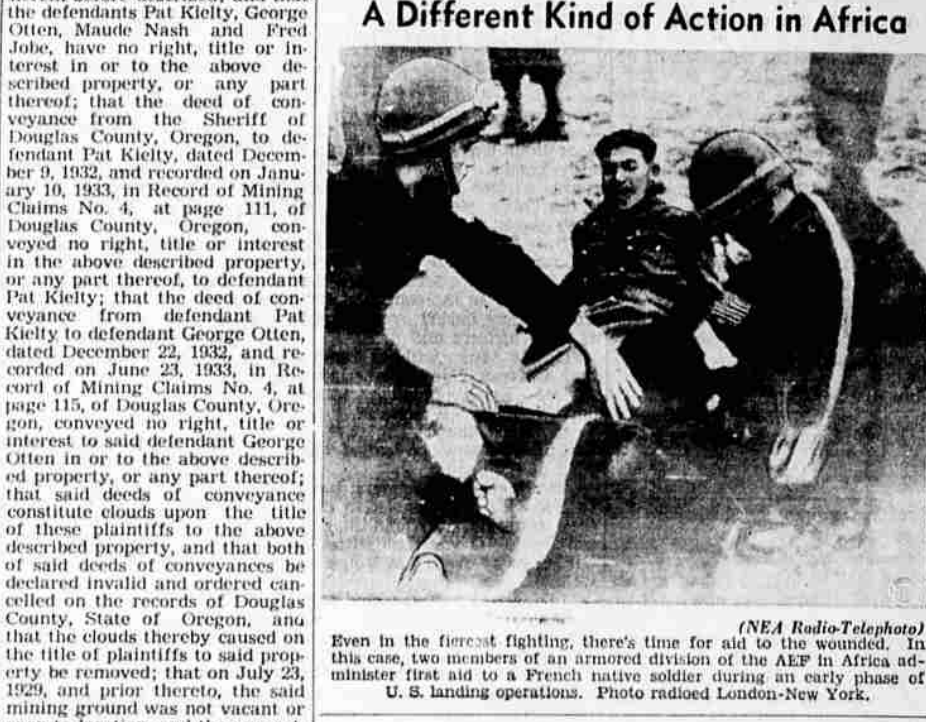 the defendants Pat Kielty, George
Otten, Maude Nash and Fred
Jobe, have no right, title or in-
terest in or to the above de-
scribed property, or any part
thereof; that the deed of con-
veyance from the Sheriff of
Douglas County, Oregon, to de-
fendant Pat Kielty, dated Decem-
ber 9, 1932, and recorded on Janu-
ary 10, 1933, in Record of Mining
Claims No. 4, at page 111, of
Douglas County, Oregon, con-
veyed no right, title or interest
in the above described property,
or any part thereof, to defendant
Pat Kielty; that the deed of con-
veyance from defendant Pat
Kielty to defendant George Otten,
dated December 22, 1932, and re-
corded on June 23, 1933, in Re-
cord of Mining Claims No. 4, at
page 115, of Douglas County, Ore-
gon, conveyed no right, title or
interest to said defendant George
Otten in or to the above describ-
ed property, or any part thereof;
that said deeds of conveyance
constitute clouds upon the title
of these plaintiffs to the above
described property, and that both
of said deeds of conveyances be
declared invalid and ordered can-
celled on the records of Douglas
County, State of Oregon, and
that the clouds thereby caused on
the title of plaintiffs to said prop-
erty be removed; that on July 23,
1929, and prior thereto, the said
mining ground was not vacant or
A Different Kind of Action in Africa
(NEA Radio-Telephoto)
Even in the fiercest fighting, there's time for aid to the wounded. In
this case, two members of an armored division of the AEF in Africa ad-
minister first aid to a French native soldier during an early phase of
U. S. landing operations. Photo radioed London-New York.